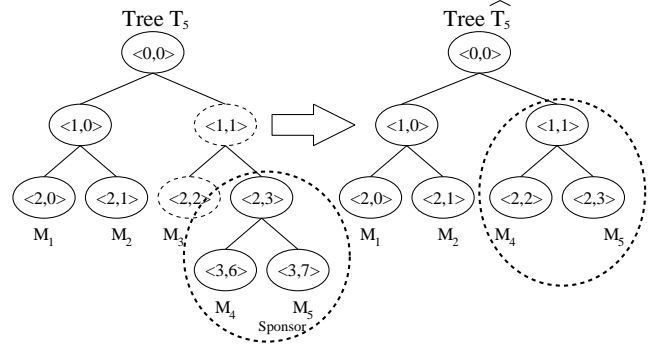 Tree T5 Tree T̂5
<0,0> <0,0>
<1,0> <1,1> <1,0> <1,1>
<2,0> <2,1> <2,2> <2,3> <2,0> <2,1> <2,2> <2,3>
M1 M2 M3 M1 M2 M4 M5
<3,6> <3,7>
M4 M5
Sponsor